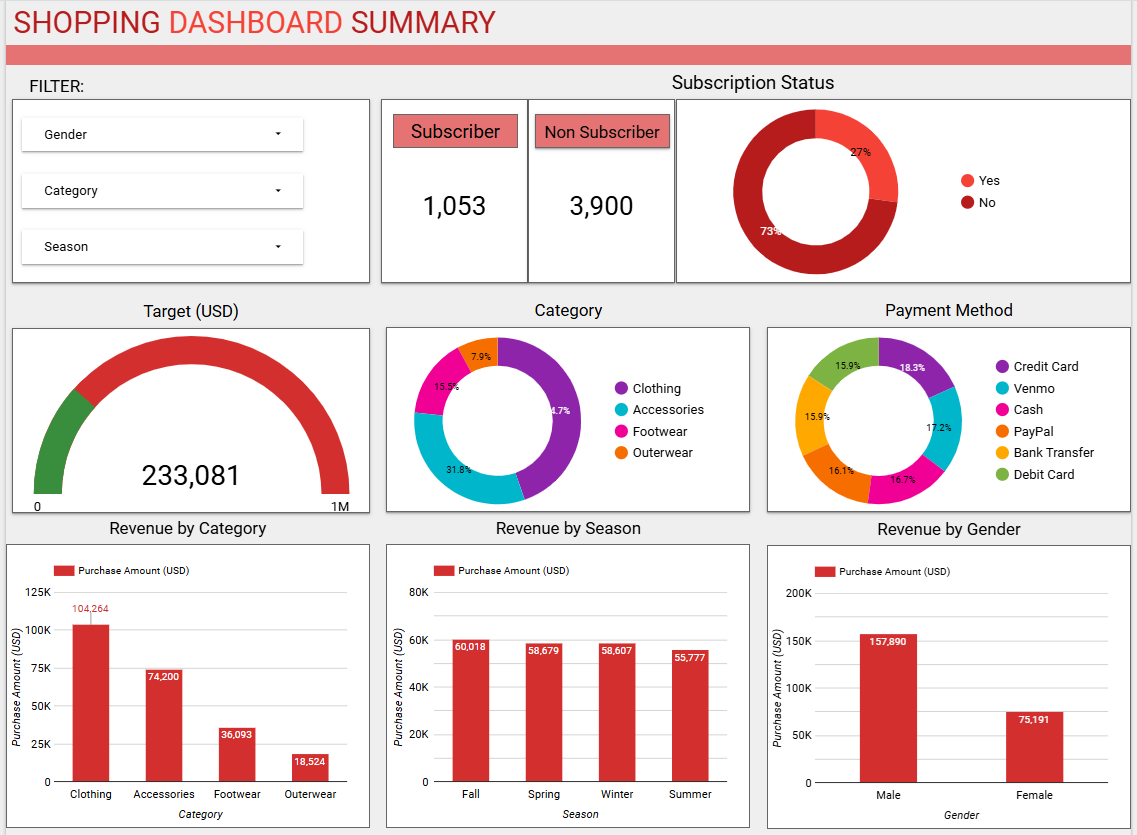 SHOPPING DASHBOARD SUMMARY
FILTER:
Gender
Category
Season
Subscription Status
Subscriber
Non Subscriber
1,053
3,900
27%
73%
Yes
No
Target (USD)
233,081
0
1M
Category
7.9%
15.5%
4.7%
31.8%
Clothing
Accessories
Footwear
Outerwear
Payment Method
15.9%
18.3%
15.9%
17.2%
16.1%
16.7%
Credit Card
Venmo
Cash
PayPal
Bank Transfer
Debit Card
Revenue by Category
Purchase Amount (USD)
Purchase Amount (USD)
125K
100K
75K
50K
25K
0
104,264
74,200
36,093
18,524
Clothing
Accessories
Footwear
Outerwear
Category
Revenue by Season
Purchase Amount (USD)
Purchase Amount (USD)
80K
60K
40K
20K
0
60,018
58,679
58,607
55,777
Fall
Spring
Winter
Summer
Season
Revenue by Gender
Purchase Amount (USD)
Purchase Amount (USD)
200K
150K
100K
50K
0
157,890
75,191
Male
Female
Gender